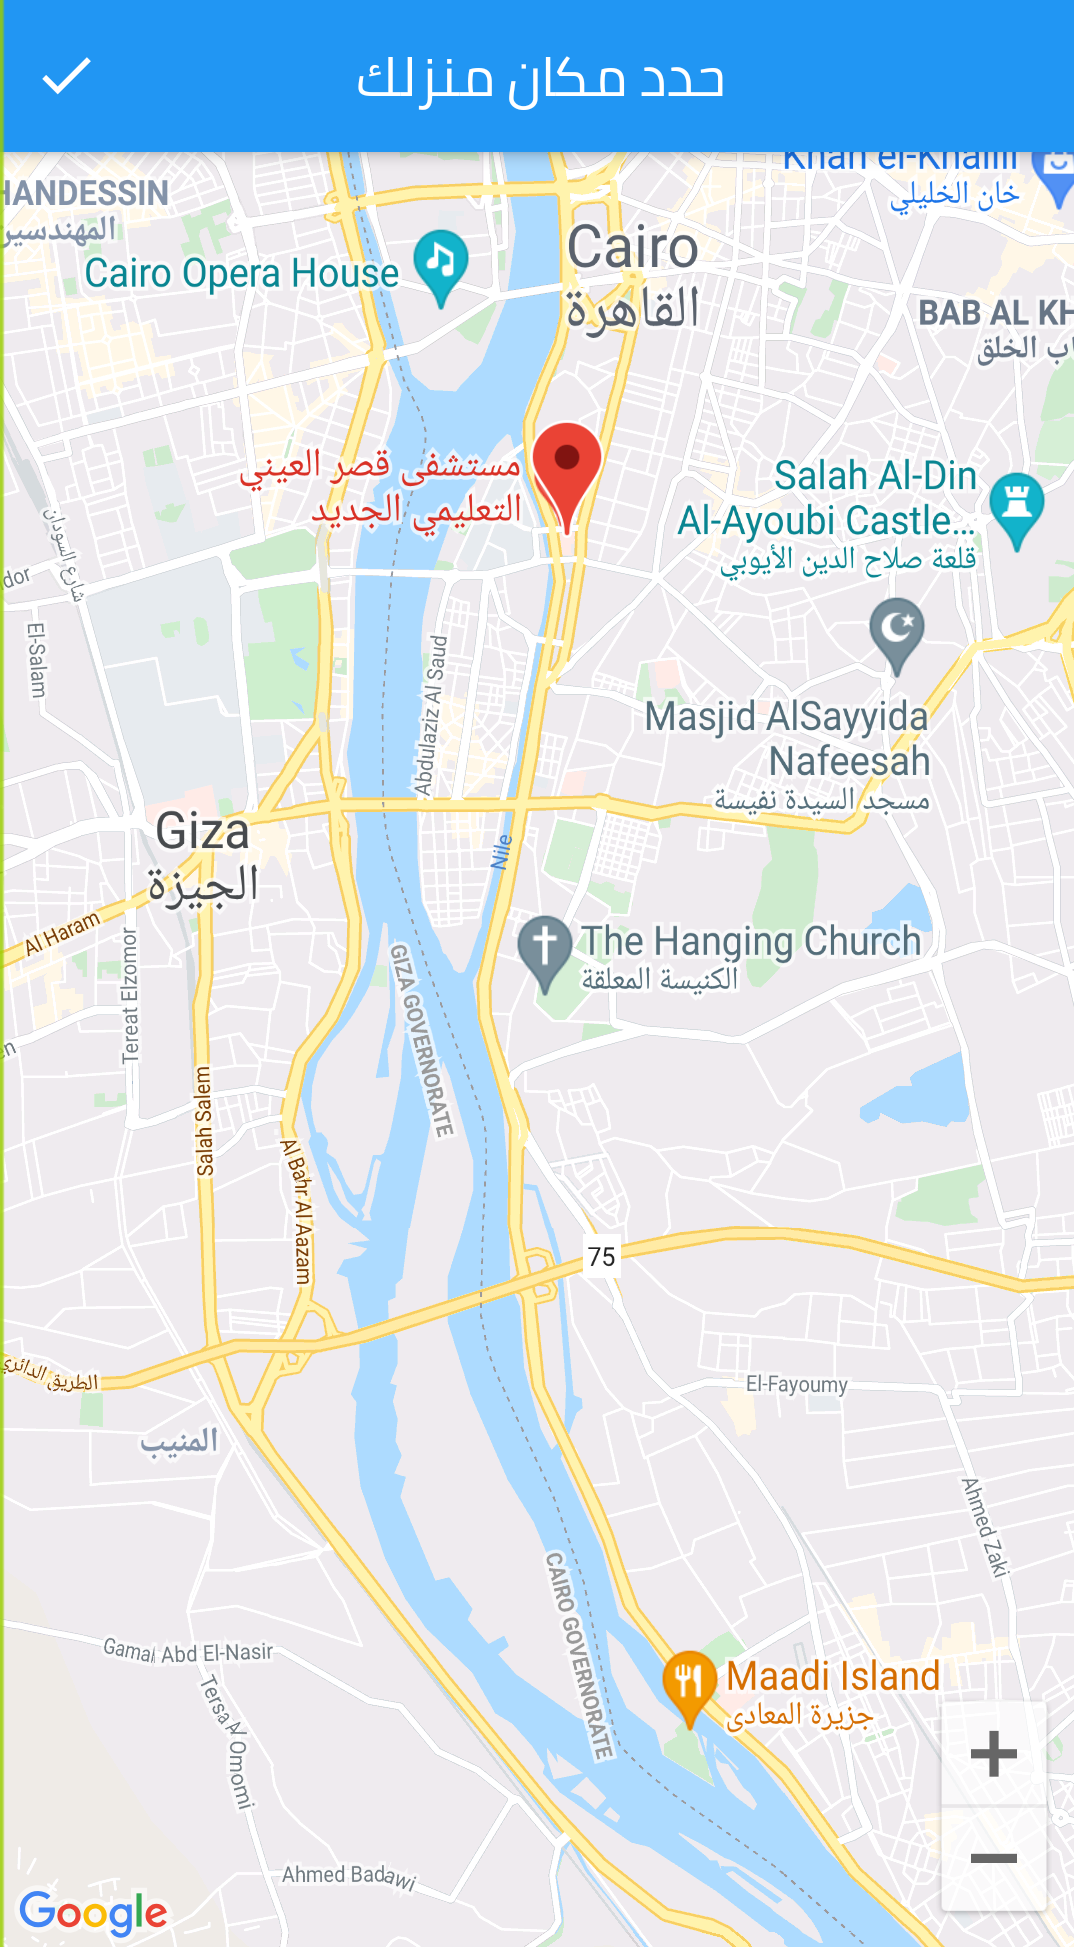 حدد مكان منزلك
Khan el-Khalili
خان الخليلي
المهندسين
Cairo Opera House
Cairo
القاهرة
BAB AL KH
اب الخلق
مستشفى قصر العيني
التعليمي الجديد
Salah Al-Din
Al-Ayoubi Castle...
قلعة صلاح الدين الأيوبي
شارع السودان
dor
El-Salam
Abdulaziz Al Saud
Masjid AlSayyida
Nafeesah
مسجد السيدة نفيسة
Giza
الجيزة
Nile
Al Haram
Tereat Elzomor
The Hanging Church
الكنيسة المعلقة
GIZA GOVERNORATE
en
Salah Salem
Al Bahr Al Aazam
75
الطريق الدائري
El-Fayoumy
المنيب
Ahmed Zaki
CAIRO GOVERNORATE
Gamal Abd El-Nasir
Tersa Al Omomi
Maadi Island
جزيرة المعادى
Ahmed Badawi
Google